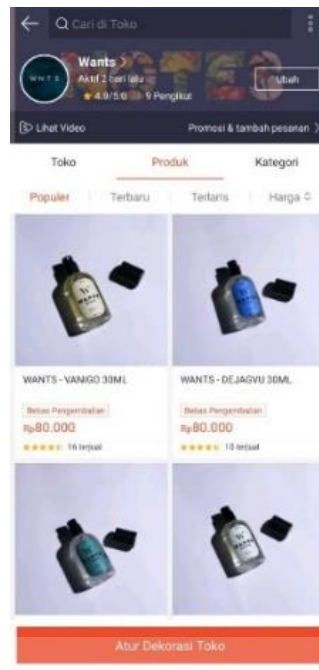 Cari di Toko
WNTS
Wants >
Aktif 2 hari lalu
4.9/5.0 9 Pengikut
Ubah
Lihat Video
Promosi & tambah pesanan >
Toko Produk Kategori
Populer Terbaru Terlaris Harga
WANTS - VANIGO 30ML
WANTS - DEJAGVU 30ML
Bebas Pengembalian
Bebas Pengembalian
Rp80.000
Rp80.000
16 terjual
10 terjual
Atur Dekorasi Toko